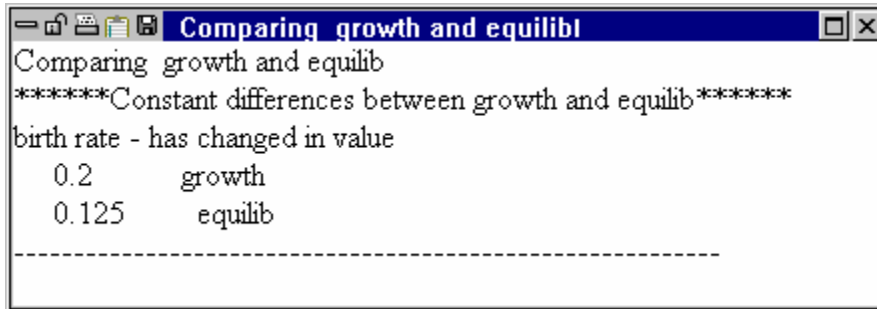 Comparing growth and equilibl
Comparing growth and equilib
******Constant differences between growth and equilib******
birth rate - has changed in value
0.2 growth
0.125 equilib
-----------------------------------------------------------